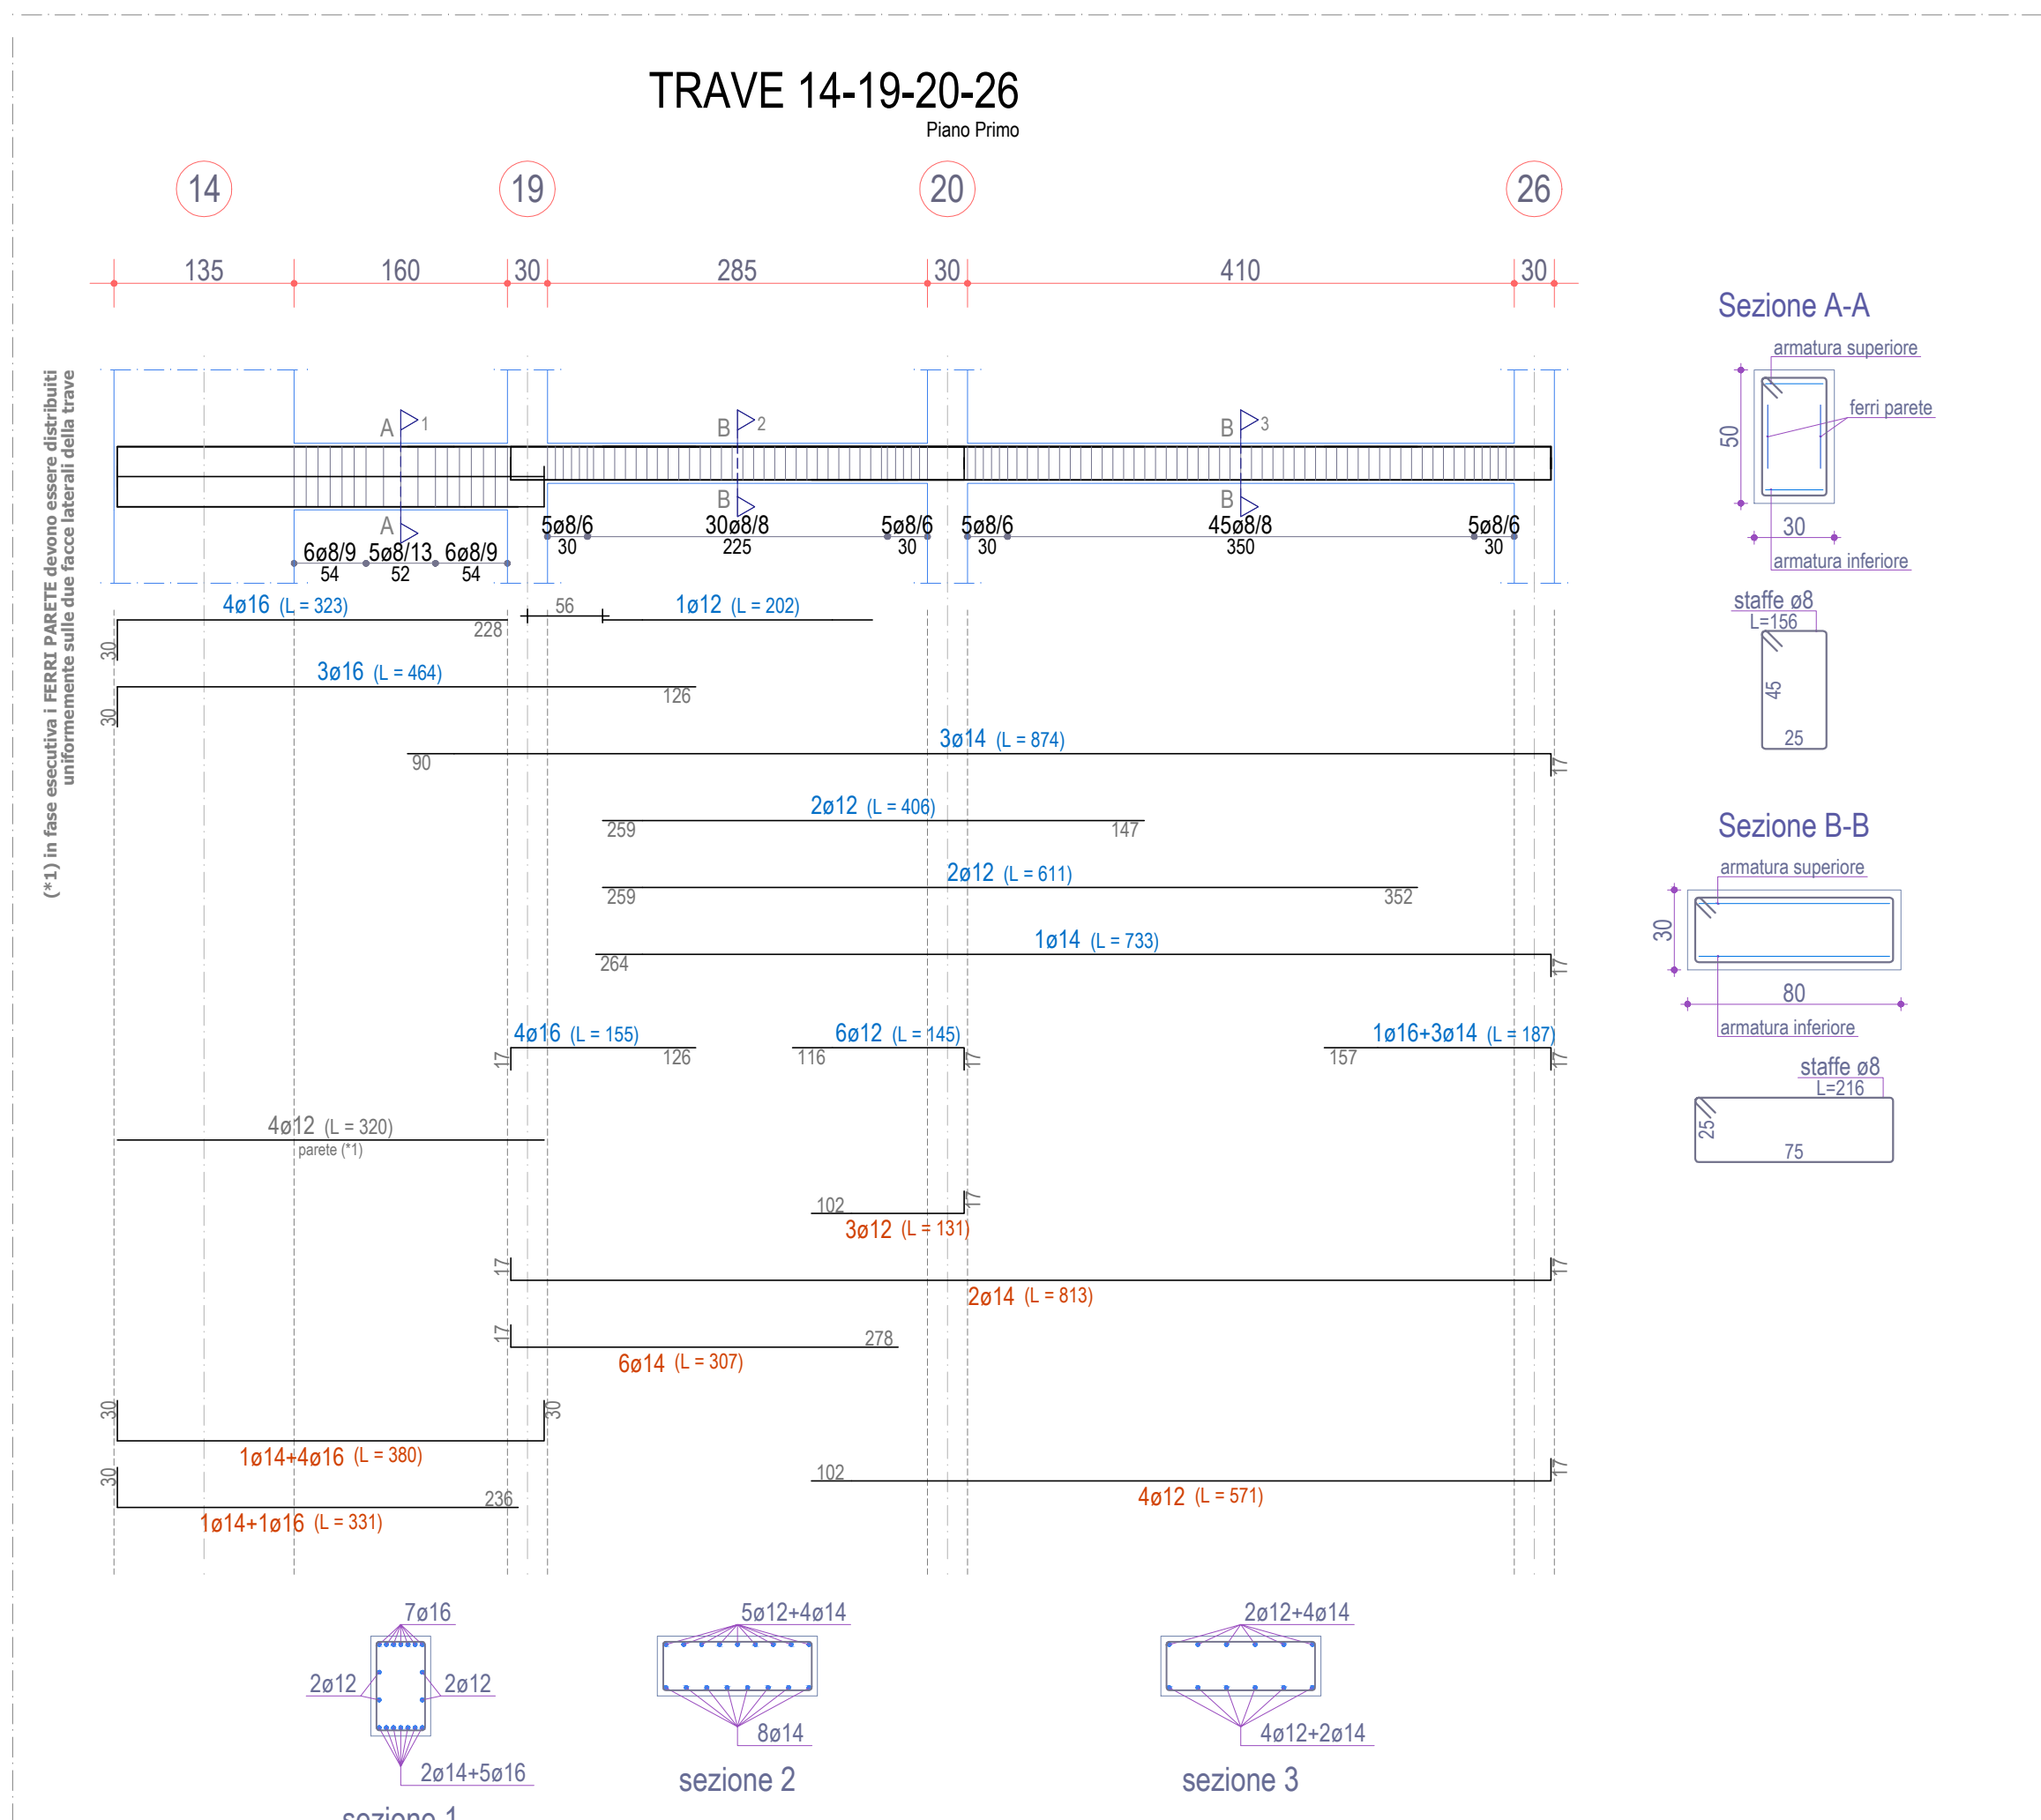 TRAVE 14-19-20-26
Piano Primo
14
19
20
26
135
160
30
285
30
410
30
(*1) in fase esecutiva i FERRI PARETE devono essere distribuiti
uniformemente sulle due facce laterali della trave
A
1
B
2
B
3
A
B
B
5ø8/6
30
30ø8/8
225
5ø8/6
30
5ø8/6
30
45ø8/8
350
5ø8/6
30
6ø8/9
54
5ø8/13
52
6ø8/9
54
4ø16 (L = 323)
30
228
56
1ø12 (L = 202)
3ø16 (L = 464)
30
126
3ø14 (L = 874)
90
17
2ø12 (L = 406)
259
147
2ø12 (L = 611)
259
352
1ø14 (L = 733)
264
17
4ø16 (L = 155)
17
126
6ø12 (L = 145)
116
17
1ø16+3ø14 (L = 187)
157
17
4ø12 (L = 320)
parete (*1)
102
17
3ø12 (L = 131)
17
17
2ø14 (L = 813)
17
278
6ø14 (L = 307)
30
30
1ø14+4ø16 (L = 380)
102
17
4ø12 (L = 571)
30
236
1ø14+1ø16 (L = 331)
7ø16
2ø12
2ø12
2ø14+5ø16
sezione 1
5ø12+4ø14
8ø14
sezione 2
2ø12+4ø14
4ø12+2ø14
sezione 3
Sezione A-A
armatura superiore
ferri parete
50
30
armatura inferiore
staffe ø8
L=156
45
25
Sezione B-B
armatura superiore
30
80
armatura inferiore
staffe ø8
L=216
25
75